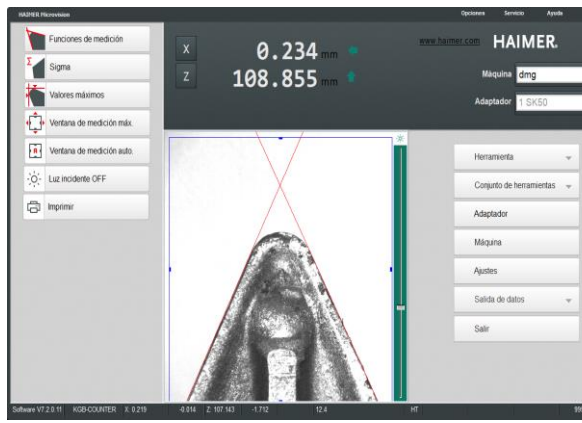 HAIMER Microvision
Opciones Servicio Ayuda
Funciones de medición
Sigma
Valores máximos
Ventana de medición máx.
Ventana de medición auto.
Luz incidente OFF
Imprimir
X 0.234 mm
Z 108.855 mm
www.haimer.com HAIMER.
Máquina dmg
Adaptador 1 SK50
Herramienta
Conjunto de herramientas
Adaptador
Máquina
Ajustes
Salida de datos
Salir
Software V7.2.0.11 KGB-COUNTER X: 0.219 -0.014 Z: 107.143 -1.712 12.4 HT